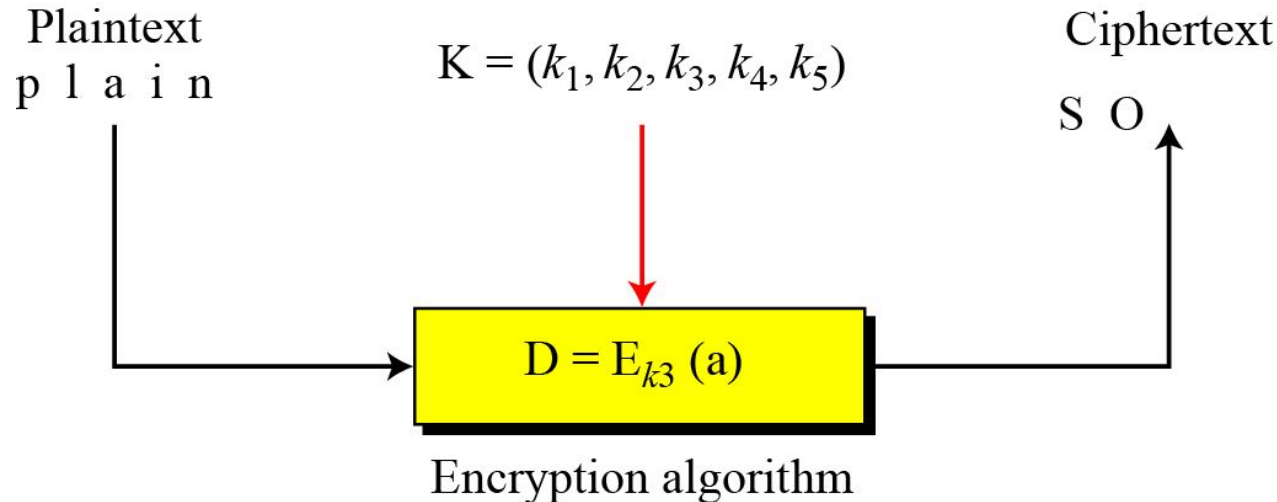 Plaintext
p l a i n
K = (k₁, k₂, k₃, k₄, k₅)
Ciphertext
S O
D = Eₖ₃ (a)
Encryption algorithm